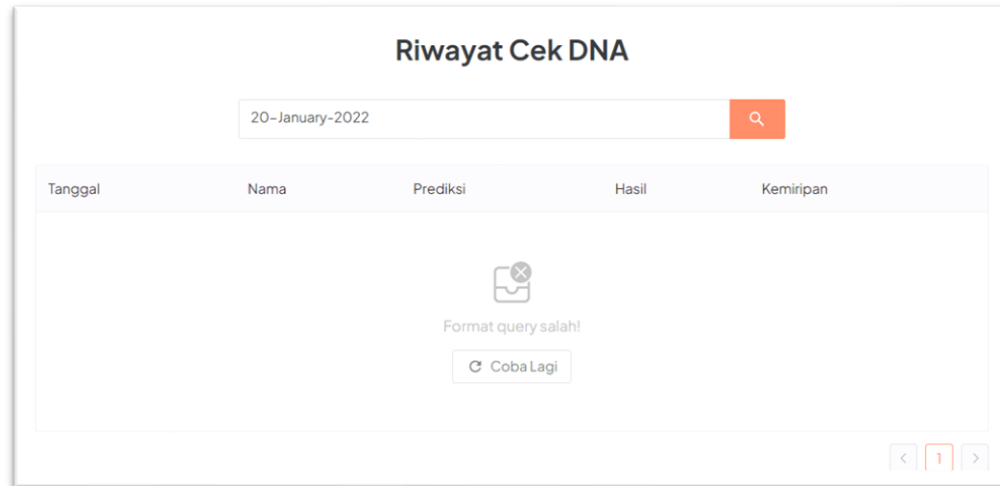 Riwayat Cek DNA
20-January-2022
Tanggal Nama Prediksi Hasil Kemiripan
Format query salah!
Coba Lagi
1